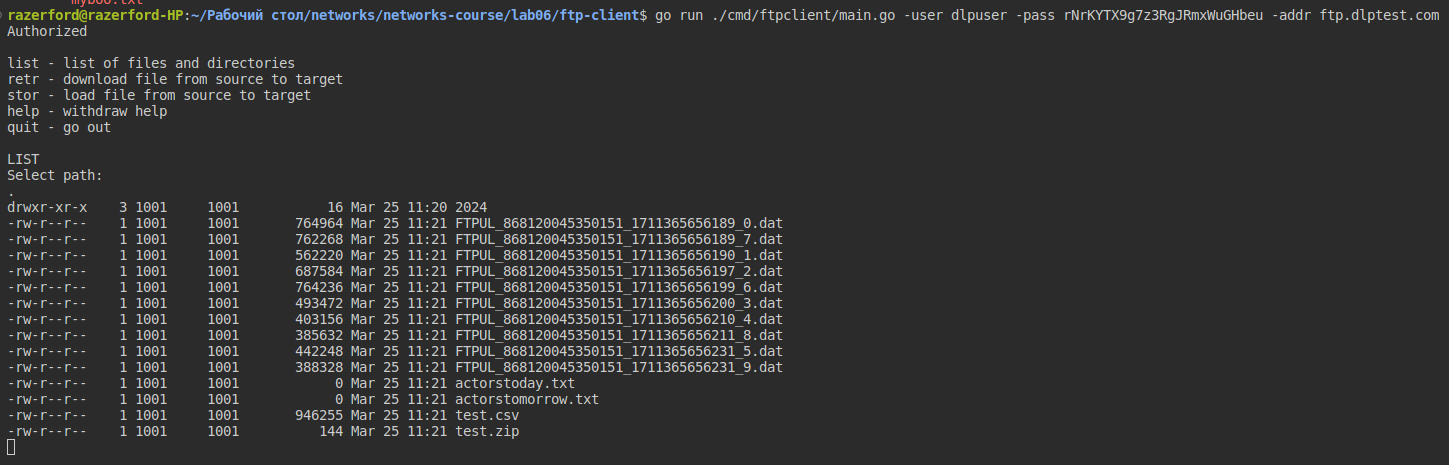 myboo.txt
razerford@razerford-HP:~/Рабочий стол/networks/networks-course/lab06/ftp-client$ go run ./cmd/ftpclient/main.go -user dlpuser -pass rNrKYTX9g7z3RgJRmxWuGHbeu -addr ftp.dlptest.com
Authorized
list - list of files and directories
retr - download file from source to target
stor - load file from source to target
help - withdraw help
quit - go out
LIST
Select path:
.
drwxr-xr-x    3 1001     1001           16 Mar 25 11:20 2024
-rw-r--r--    1 1001     1001       764964 Mar 25 11:21 FTPUL_868120045350151_1711365656189_0.dat
-rw-r--r--    1 1001     1001       762268 Mar 25 11:21 FTPUL_868120045350151_1711365656189_7.dat
-rw-r--r--    1 1001     1001       562220 Mar 25 11:21 FTPUL_868120045350151_1711365656190_1.dat
-rw-r--r--    1 1001     1001       687584 Mar 25 11:21 FTPUL_868120045350151_1711365656197_2.dat
-rw-r--r--    1 1001     1001       764236 Mar 25 11:21 FTPUL_868120045350151_1711365656199_6.dat
-rw-r--r--    1 1001     1001       493472 Mar 25 11:21 FTPUL_868120045350151_1711365656200_3.dat
-rw-r--r--    1 1001     1001       403156 Mar 25 11:21 FTPUL_868120045350151_1711365656210_4.dat
-rw-r--r--    1 1001     1001       385632 Mar 25 11:21 FTPUL_868120045350151_1711365656211_8.dat
-rw-r--r--    1 1001     1001       442248 Mar 25 11:21 FTPUL_868120045350151_1711365656231_5.dat
-rw-r--r--    1 1001     1001       388328 Mar 25 11:21 FTPUL_868120045350151_1711365656231_9.dat
-rw-r--r--    1 1001     1001            0 Mar 25 11:21 actorstoday.txt
-rw-r--r--    1 1001     1001            0 Mar 25 11:21 actorstomorrow.txt
-rw-r--r--    1 1001     1001       946255 Mar 25 11:21 test.csv
-rw-r--r--    1 1001     1001          144 Mar 25 11:21 test.zip